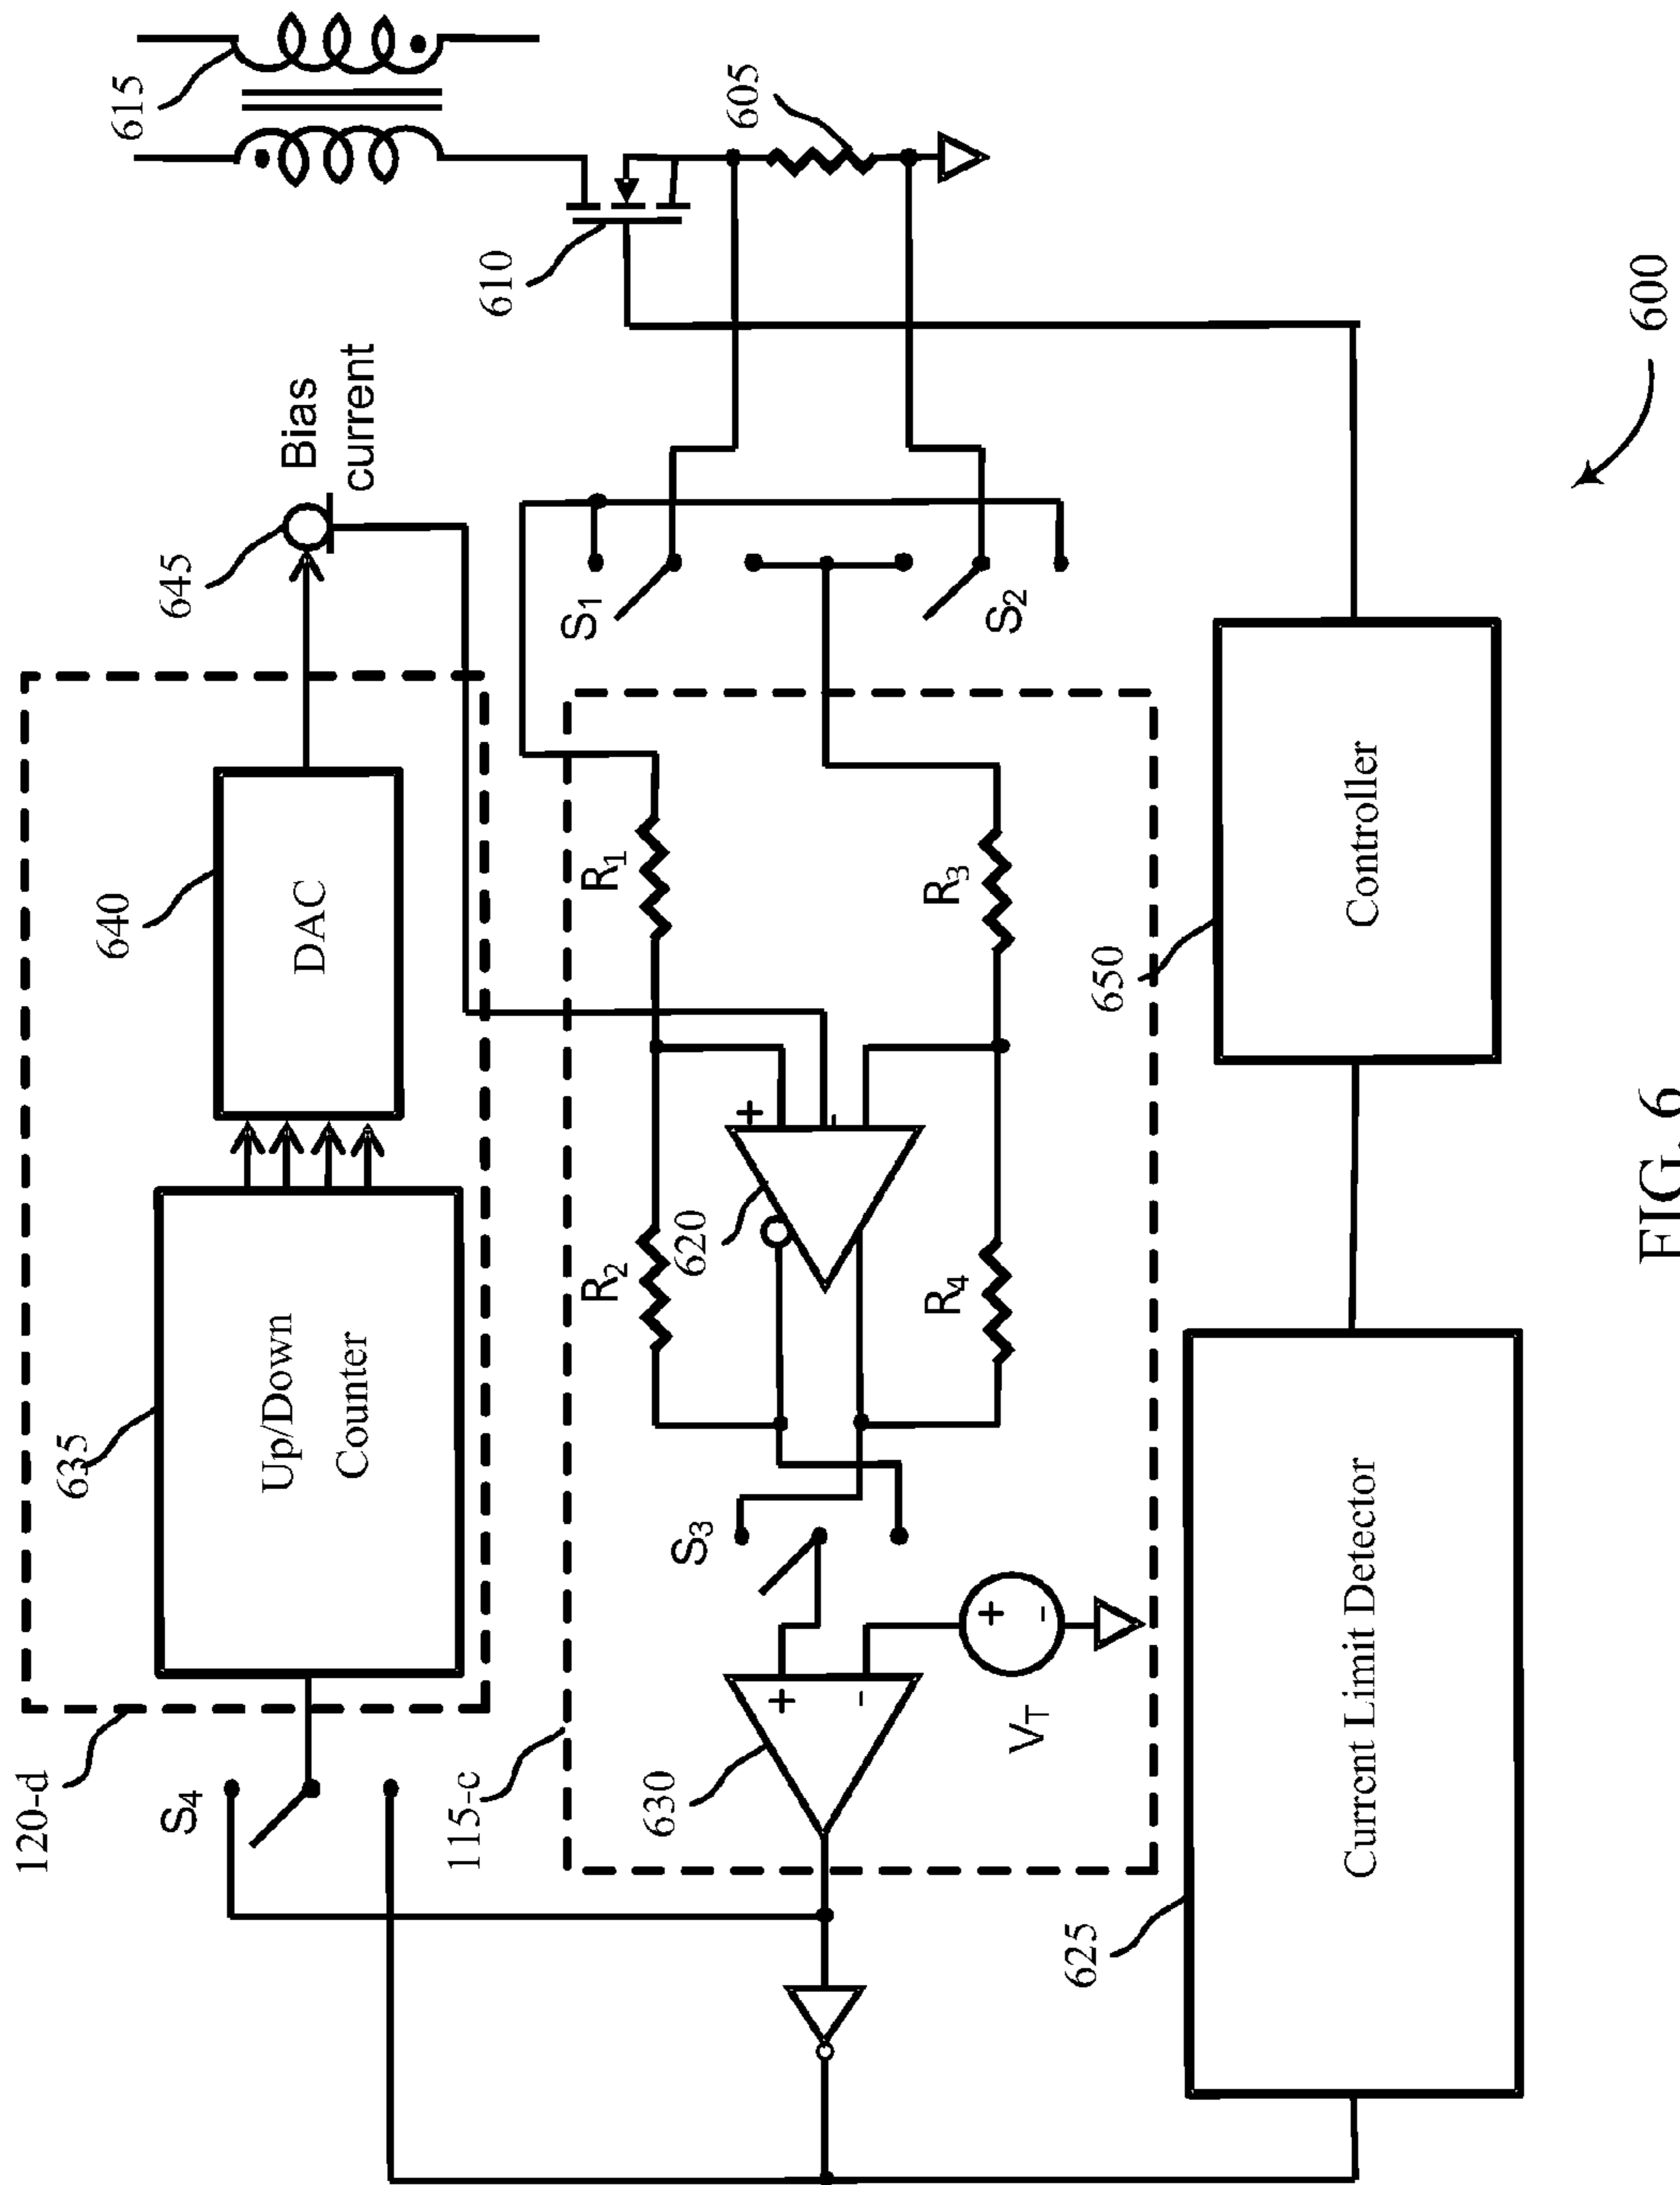 120-d
635
Up/Down
Counter
640
DAC
645
Bias
current
615
S4
115-c
630
+
-
VT
S3
R2
620
+
-
R1
R4
R3
S1
S2
610
605
625
Current Limit Detector
650
Controller
600
FIG. 6